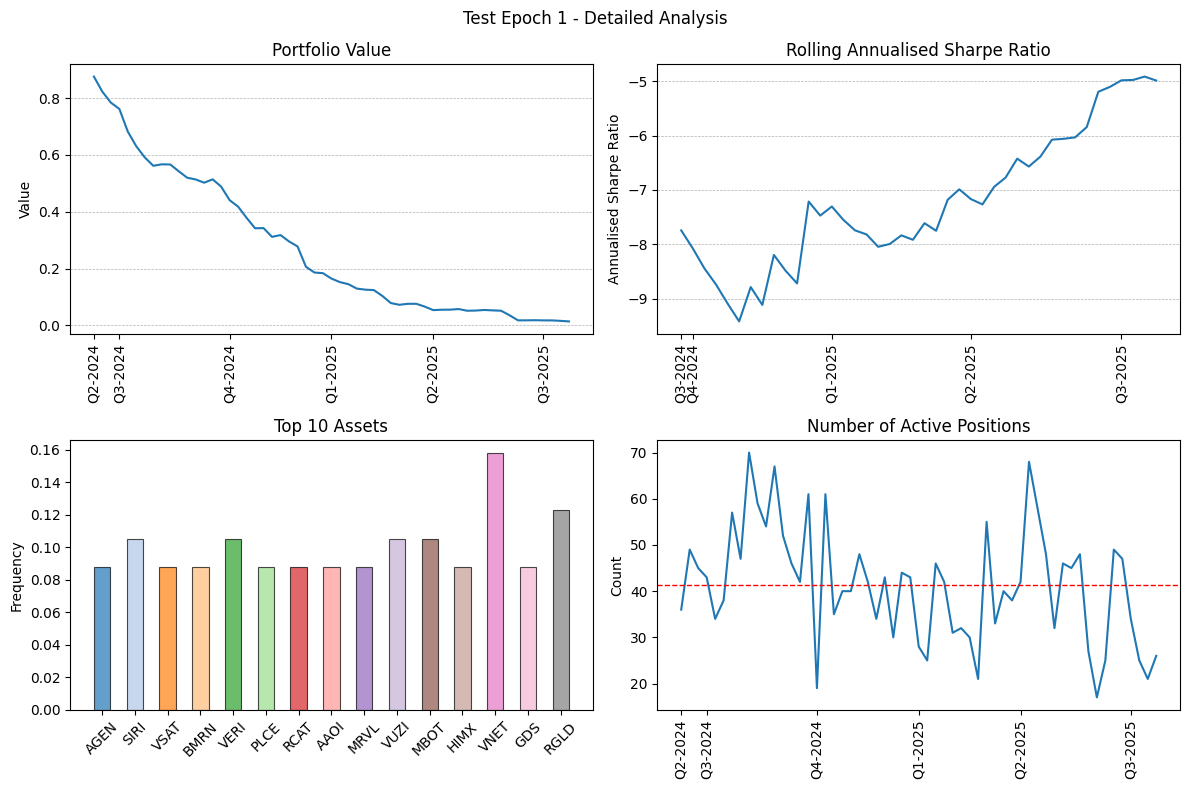 Test Epoch 1 - Detailed Analysis
Portfolio Value
Value
0.8
0.6
0.4
0.2
0.0
Q2-2024
Q3-2024
Q4-2024
Q1-2025
Q2-2025
Q3-2025
Rolling Annualised Sharpe Ratio
Annualised Sharpe Ratio
−5
−6
−7
−8
−9
Q3-2024
Q4-2024
Q1-2025
Q2-2025
Q3-2025
Top 10 Assets
Frequency
0.16
0.14
0.12
0.10
0.08
0.06
0.04
0.02
0.00
AGEN
SIRI
VSAT
BMRN
VERI
PLCE
RCAT
AAOI
MRVL
VUZI
MBOT
HIMX
VNET
GDS
RGLD
Number of Active Positions
Count
70
60
50
40
30
20
Q2-2024
Q3-2024
Q4-2024
Q1-2025
Q2-2025
Q3-2025